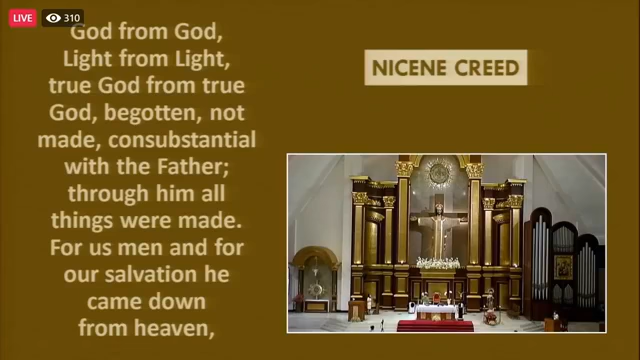 LIVE 310
God from God,
Light from Light,
true God from true
God, begotten, not
made, consubstantial
with the Father;
through him all
things were made.
For us men and for
our salvation he
came down
from heaven,
NICENE CREED